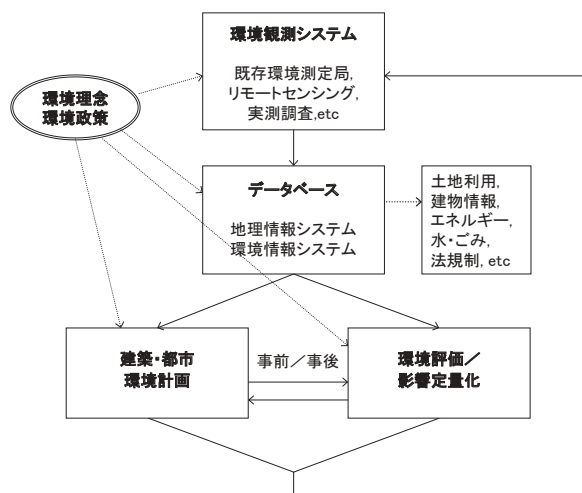 環境観測システム
既存環境測定局,
リモートセンシング,
実測調査,etc
環境理念
環境政策
データベース
地理情報システム
環境情報システム
土地利用,
建物情報,
エネルギー,
水・ごみ,
法規制, etc
建築・都市
環境計画
事前／事後
環境評価／
影響定量化